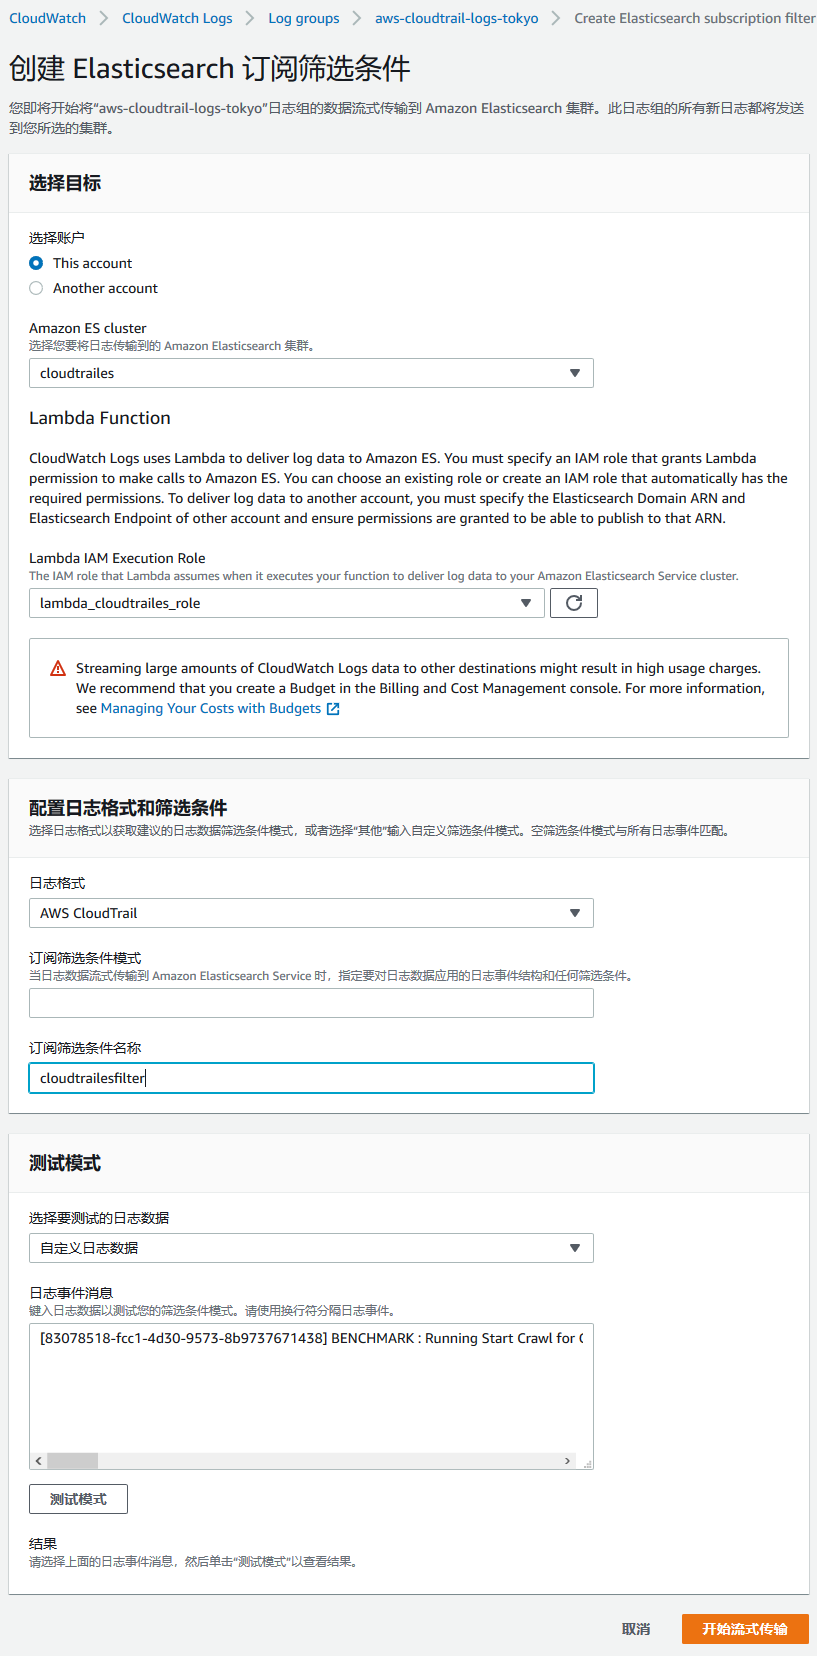 CloudWatch > CloudWatch Logs > Log groups > aws-cloudtrail-logs-tokyo > Create Elasticsearch subscription filter
创建 Elasticsearch 订阅筛选条件
您即将开始将“aws-cloudtrail-logs-tokyo”日志组的数据流式传输到 Amazon Elasticsearch 集群。此日志组的所有新日志都将发送
到您所选的集群。
选择目标
选择账户
This account
Another account
Amazon ES cluster
选择您要将日志传输到的 Amazon Elasticsearch 集群。
cloudtrailes
Lambda Function
CloudWatch Logs uses Lambda to deliver log data to Amazon ES. You must specify an IAM role that grants Lambda
permission to make calls to Amazon ES. You can choose an existing role or create an IAM role that automatically has the
required permissions. To deliver log data to another account, you must specify the Elasticsearch Domain ARN and
Elasticsearch Endpoint of other account and ensure permissions are granted to be able to publish to that ARN.
Lambda IAM Execution Role
The IAM role that Lambda assumes when it executes your function to deliver log data to your Amazon Elasticsearch Service cluster.
lambda_cloudtrailes_role
Streaming large amounts of CloudWatch Logs data to other destinations might result in high usage charges.
We recommend that you create a Budget in the Billing and Cost Management console. For more information,
see Managing Your Costs with Budgets
配置日志格式和筛选条件
选择日志格式以获取建议的日志数据筛选条件模式，或者选择“其他”输入自定义筛选条件模式。空筛选条件模式与所有日志事件匹配。
日志格式
AWS CloudTrail
订阅筛选条件模式
当日志数据流式传输到 Amazon Elasticsearch Service 时，指定要对日志数据应用的日志事件结构和任何筛选条件。
订阅筛选条件名称
cloudtrailesfilter
测试模式
选择要测试的日志数据
自定义日志数据
日志事件消息
键入日志数据以测试您的筛选条件模式。请使用换行符分隔日志事件。
[83078518-fcc1-4d30-9573-8b9737671438] BENCHMARK : Running Start Crawl for
测试模式
结果
请选择上面的日志事件消息，然后单击“测试模式”以查看结果。
取消
开始流式传输